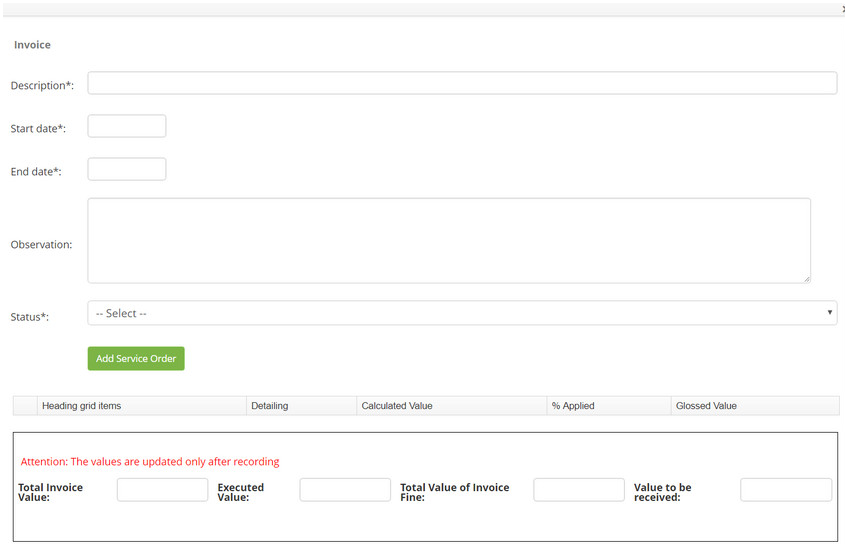 Invoice
Description*:
Start date*:
End date*:
Observation:
Status*:
-- Select --
Add Service Order
Heading grid items Detailing Calculated Value % Applied Glossed Value
Attention: The values are updated only after recording
Total Invoice Value:
Executed Value:
Total Value of Invoice Fine:
Value to be received: